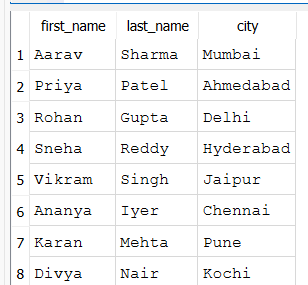 first_name last_name city
1 Aarav Sharma Mumbai
2 Priya Patel Ahmedabad
3 Rohan Gupta Delhi
4 Sneha Reddy Hyderabad
5 Vikram Singh Jaipur
6 Ananya Iyer Chennai
7 Karan Mehta Pune
8 Divya Nair Kochi